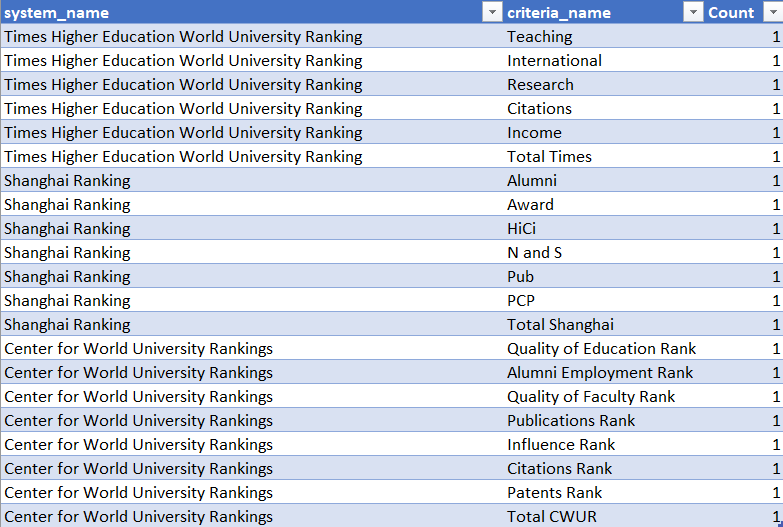 system_name criteria_name Count
Times Higher Education World University Ranking Teaching 1
Times Higher Education World University Ranking International 1
Times Higher Education World University Ranking Research 1
Times Higher Education World University Ranking Citations 1
Times Higher Education World University Ranking Income 1
Times Higher Education World University Ranking Total Times 1
Shanghai Ranking Alumni 1
Shanghai Ranking Award 1
Shanghai Ranking HiCi 1
Shanghai Ranking N and S 1
Shanghai Ranking Pub 1
Shanghai Ranking PCP 1
Shanghai Ranking Total Shanghai 1
Center for World University Rankings Quality of Education Rank 1
Center for World University Rankings Alumni Employment Rank 1
Center for World University Rankings Quality of Faculty Rank 1
Center for World University Rankings Publications Rank 1
Center for World University Rankings Influence Rank 1
Center for World University Rankings Citations Rank 1
Center for World University Rankings Patents Rank 1
Center for World University Rankings Total CWUR 1